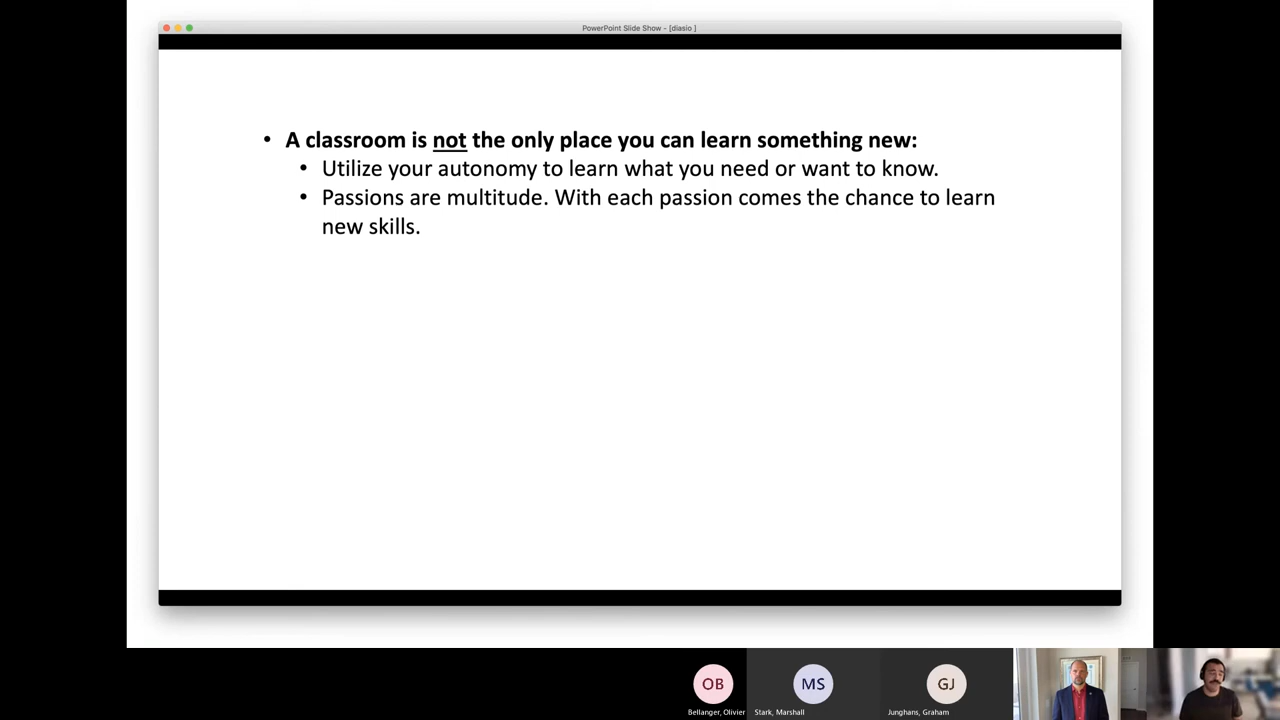 PowerPoint Slide Show - [diasio ]
• A classroom is not the only place you can learn something new:
• Utilize your autonomy to learn what you need or want to know.
• Passions are multitude. With each passion comes the chance to learn
new skills.
OB
MS
GJ
Bellanger, Olivier
Stark, Marshall
Junghans, Graham